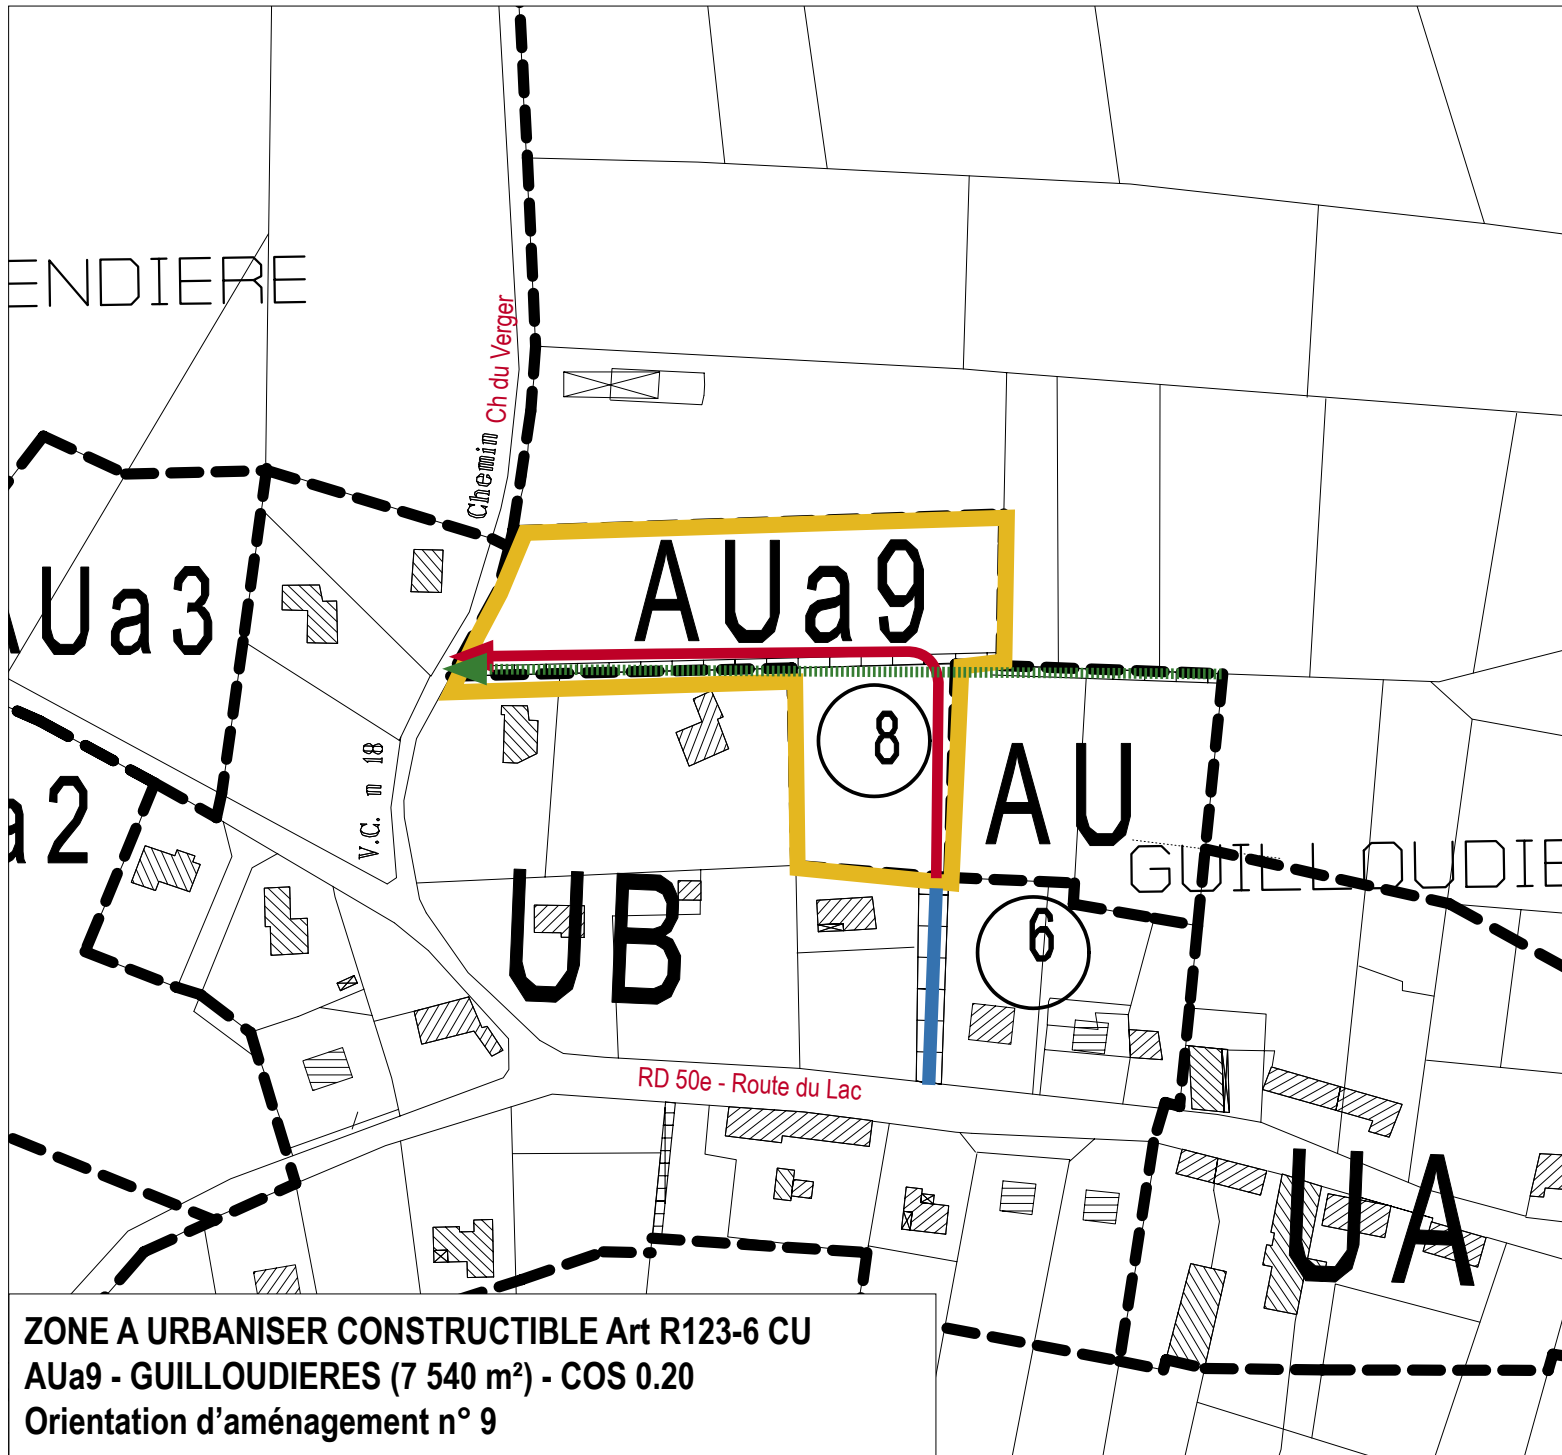 ENDIERE
Ch du Verger
Chemin
AUa9
Ua3
V.C. n 18
8
AU
a2
GUILLOUDIE
UB
6
RD 50e - Route du Lac
UA
ZONE A URBANISER CONSTRUCTIBLE Art R123-6 CU
AUa9 - GUILLOUDIERES (7 540 m²) - COS 0.20
Orientation d'aménagement n° 9